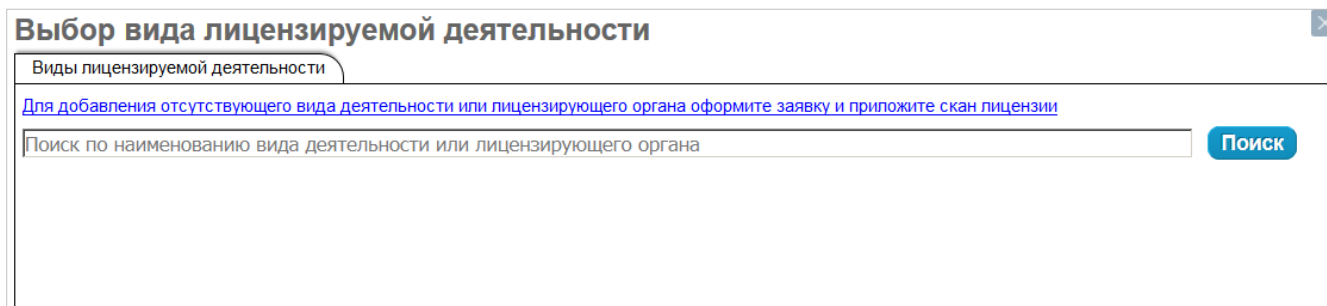 Выбор вида лицензируемой деятельности
Виды лицензируемой деятельности
Для добавления отсутствующего вида деятельности или лицензирующего органа оформите заявку и приложите скан лицензии
Поиск по наименованию вида деятельности или лицензирующего органа
Поиск